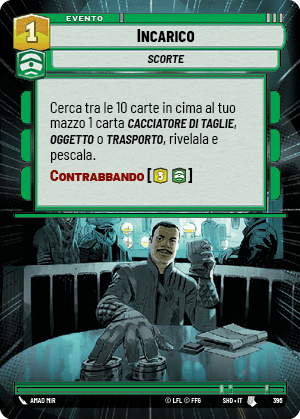 EVENTO
1
INCARICO
SCORTE
Cerca tra le 10 carte in cima al tuo
mazzo 1 carta CACCIATORE DI TAGLIE,
OGGETTO o TRASPORTO, rivelala e
pescala.
CONTRABBANDO [3]
AMAD MIR
© LFL © FFG
SHD • IT
396